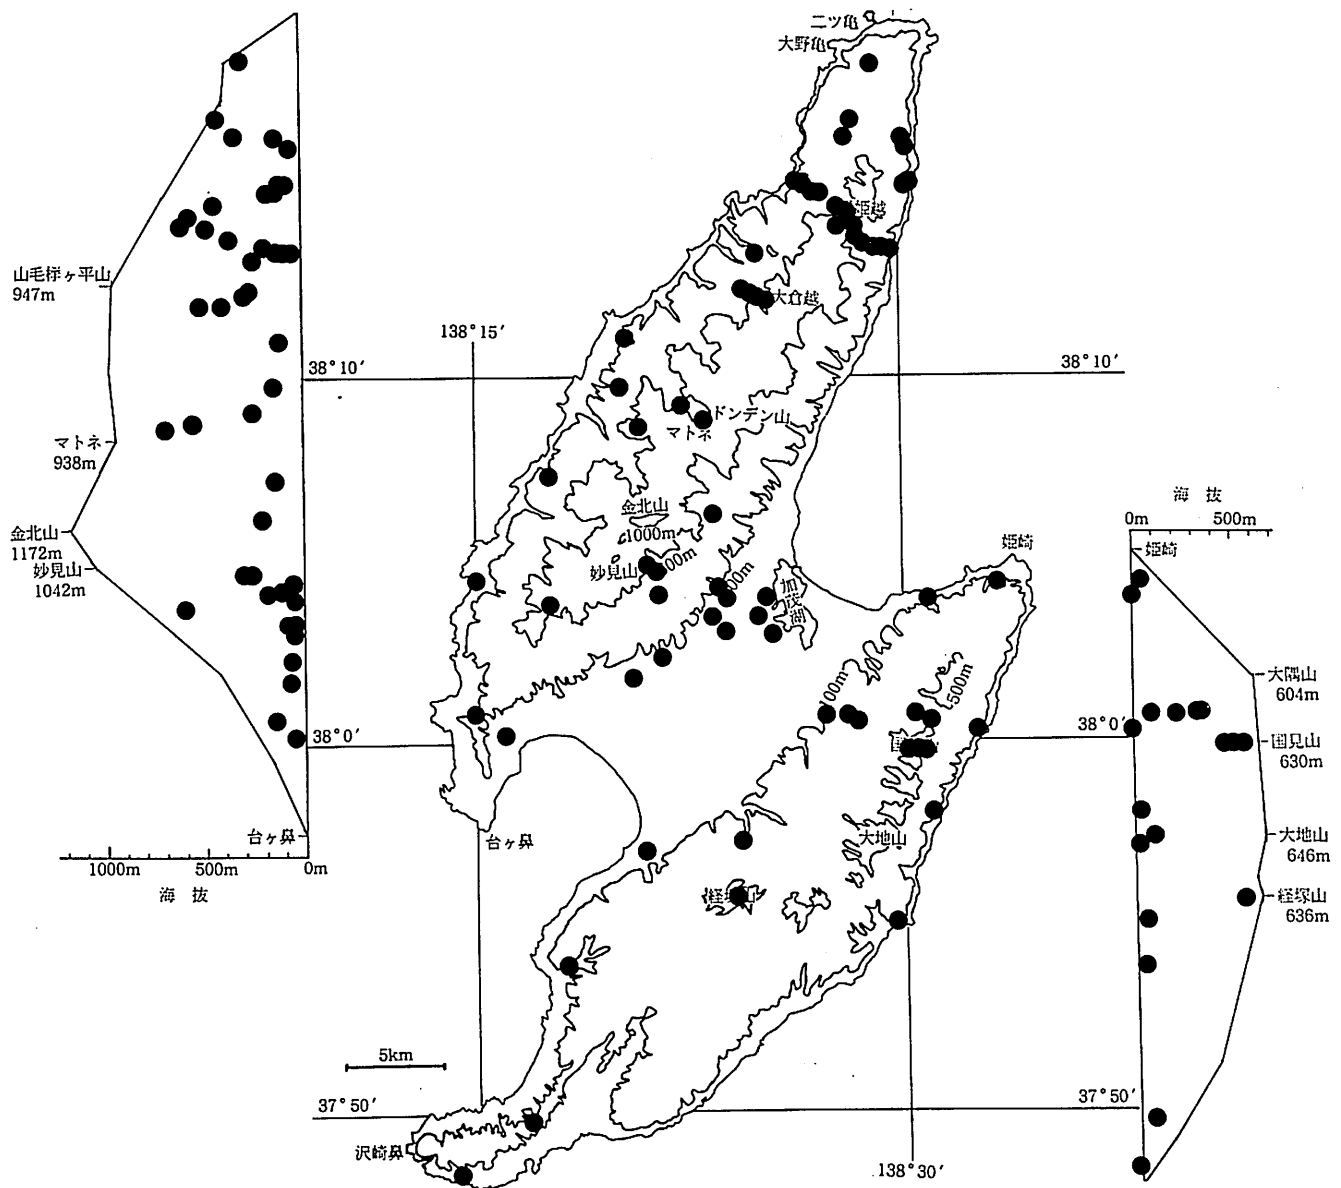 二ツ亀
大野亀
姫越
山毛欅ヶ平山
947m
大倉越
138°15′
38°10′
38°10′
ドンデン山
マトネ
マトネ
938m
海 抜
0m
500m
金北山
1000m
金北山
1172m
妙見山
1042m
妙見山
姫崎
姫崎
加茂湖
大隅山
604m
100m
500m
38°0′
38°0′
国見山
630m
台ヶ鼻
台ヶ鼻
大地山
大地山
646m
1000m
500m
0m
海 抜
経塚山
636m
5km
37°50′
37°50′
沢崎鼻
138°30′